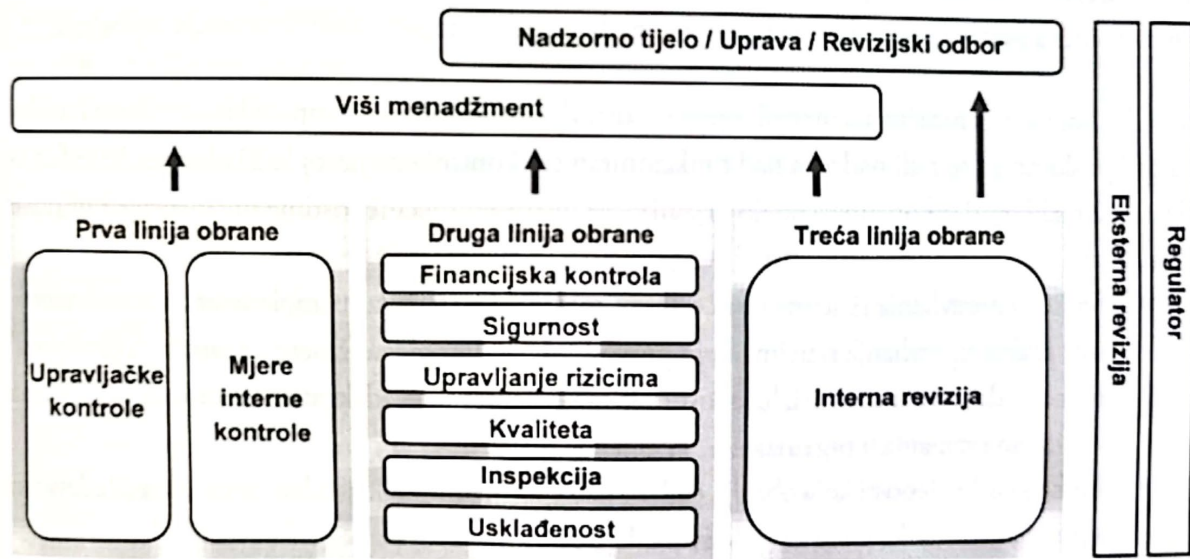 Nadzorno tijelo / Uprava / Revizijski odbor
Viši menadžment
Prva linija obrane
Upravljačke
kontrole
Mjere
interne
kontrole
Druga linija obrane
Financijska kontrola
Sigurnost
Upravljanje rizicima
Kvaliteta
Inspekcija
Usklađenost
Treća linija obrane
Interna revizija
Eksterna revizija
Regulator